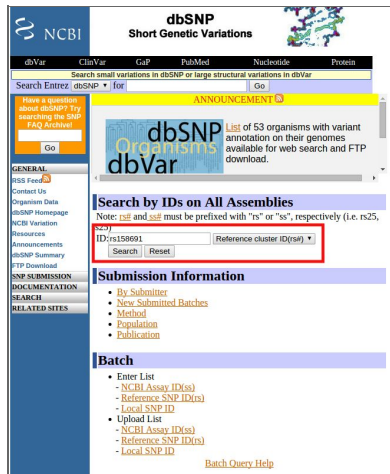 NCBI
dbSNP
Short Genetic Variations
dbVar ClinVar GaP PubMed Nucleotide Protein
Search small variations in dbSNP or large structural variations in dbVar
Search Entrez dbSNP for Go
Have a question
about dbSNP? Try
searching the SNP
FAQ Archive!
Go
GENERAL
RSS Feed
Contact Us
Organism Data
dbSNP Homepage
NCBI Variation
Resources
Announcements
dbSNP Summary
FTP Download
SNP SUBMISSION
DOCUMENTATION
SEARCH
RELATED SITES
ANNOUNCEMENT
dbSNP
Organisms
dbVar
List of 53 organisms with variant
annotation on their genomes
available for web search and FTP
download.
Search by IDs on All Assemblies
Note: rs# and ss# must be prefixed with "rs" or "ss", respectively (i.e. rs25,
ss25)
ID: rs158691 Reference cluster ID(rs#)
Search Reset
Submission Information
• By Submitter
• New Submitted Batches
• Method
• Population
• Publication
Batch
• Enter List
- NCBI Assay ID(ss)
- Reference SNP ID(rs)
- Local SNP ID
• Upload List
- NCBI Assay ID(ss)
- Reference SNP ID(rs)
- Local SNP ID
Batch Query Help